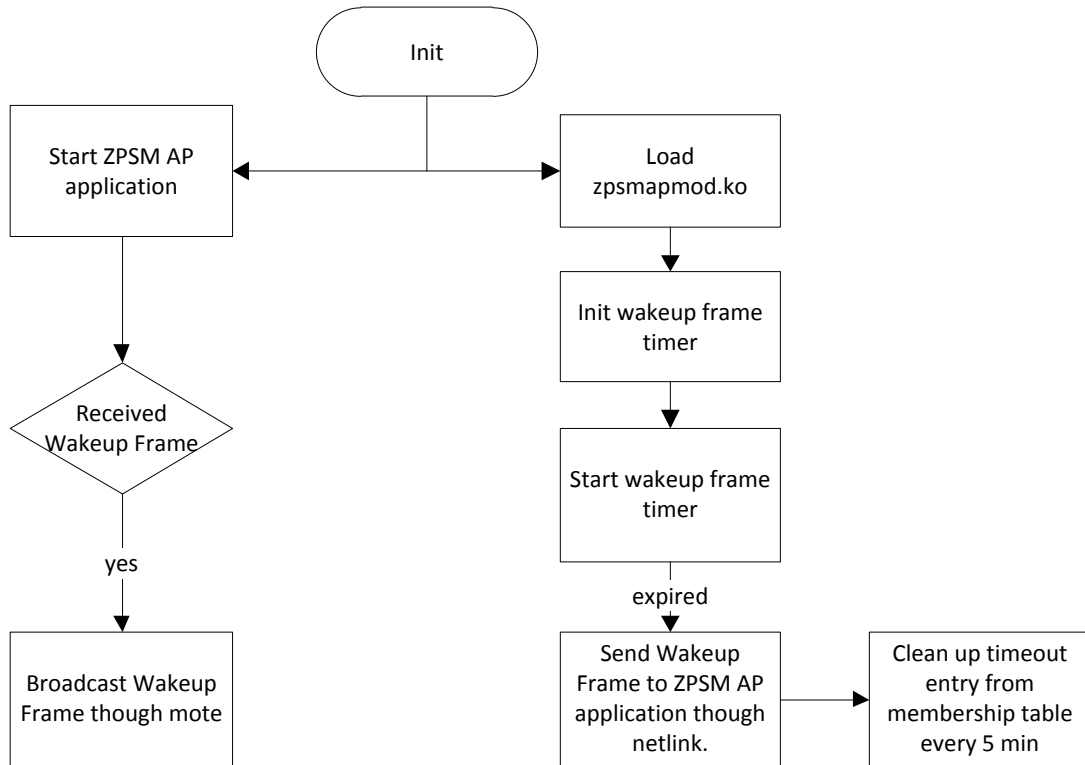 Init
Start ZPSM AP
application
Load
zpsmapmod.ko
Init wakeup frame
timer
Received
Wakeup Frame
Start wakeup frame
timer
yes
expired
Broadcast Wakeup
Frame though mote
Send Wakeup
Frame to ZPSM AP
application though
netlink.
Clean up timeout
entry from
membership table
every 5 min